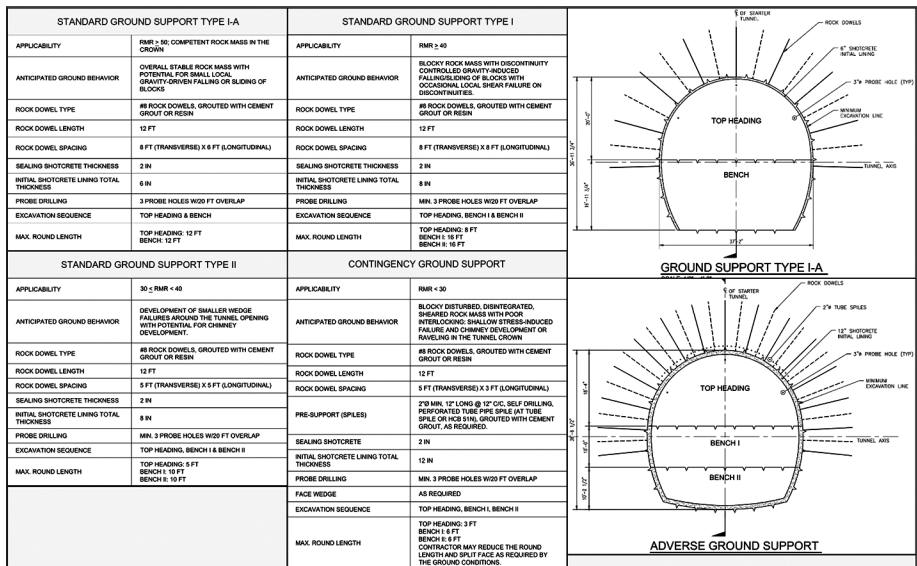 STANDARD GROUND SUPPORT TYPE I-A
APPLICABILITY
RMR ≥ 50; COMPETENT ROCK MASS IN THE
CROWN
ANTICIPATED GROUND BEHAVIOR
OVERALL STABLE ROCK MASS WITH
POTENTIAL FOR SMALL LOCAL
GRAVITY-DRIVEN FALLING OR SLIDING OF
BLOCKS
ROCK DOWEL TYPE
#8 ROCK DOWELS, GROUTED WITH CEMENT
GROUT OR RESIN
ROCK DOWEL LENGTH
12 FT
ROCK DOWEL SPACING
8 FT (TRANSVERSE) X 6 FT (LONGITUDINAL)
SEALING SHOTCRETE THICKNESS
2 IN
INITIAL SHOTCRETE LINING TOTAL
THICKNESS
6 IN
PROBE DRILLING
3 PROBE HOLES W/20 FT OVERLAP
EXCAVATION SEQUENCE
TOP HEADING & BENCH
MAX. ROUND LENGTH
TOP HEADING: 12 FT
BENCH: 12 FT
STANDARD GROUND SUPPORT TYPE I
APPLICABILITY
RMR ≥ 40
ANTICIPATED GROUND BEHAVIOR
BLOCKY ROCK MASS WITH DISCONTINUITY
CONTROLLED GRAVITY-INDUCED
FALLING/SLIDING OF BLOCKS WITH
OCCASIONAL LOCAL SHEAR FAILURE ON
DISCONTINUITIES.
ROCK DOWEL TYPE
#8 ROCK DOWELS, GROUTED WITH CEMENT
GROUT OR RESIN
ROCK DOWEL LENGTH
12 FT
ROCK DOWEL SPACING
8 FT (TRANSVERSE) X 8 FT (LONGITUDINAL)
SEALING SHOTCRETE THICKNESS
2 IN
INITIAL SHOTCRETE LINING TOTAL
THICKNESS
8 IN
PROBE DRILLING
MIN. 3 PROBE HOLES W/20 FT OVERLAP
EXCAVATION SEQUENCE
TOP HEADING, BENCH I & BENCH II
MAX. ROUND LENGTH
TOP HEADING: 8 FT
BENCH I: 16 FT
BENCH II: 16 FT
STANDARD GROUND SUPPORT TYPE II
APPLICABILITY
30 ≤ RMR < 40
ANTICIPATED GROUND BEHAVIOR
DEVELOPMENT OF SMALLER WEDGE
FAILURES AROUND THE TUNNEL OPENING
WITH POTENTIAL FOR CHIMNEY
DEVELOPMENT.
ROCK DOWEL TYPE
#8 ROCK DOWELS, GROUTED WITH CEMENT
GROUT OR RESIN
ROCK DOWEL LENGTH
12 FT
ROCK DOWEL SPACING
5 FT (TRANSVERSE) X 5 FT (LONGITUDINAL)
SEALING SHOTCRETE THICKNESS
2 IN
INITIAL SHOTCRETE LINING TOTAL
THICKNESS
8 IN
PROBE DRILLING
MIN. 3 PROBE HOLES W/20 FT OVERLAP
EXCAVATION SEQUENCE
TOP HEADING, BENCH I & BENCH II
MAX. ROUND LENGTH
TOP HEADING: 5 FT
BENCH I: 10 FT
BENCH II: 10 FT
CONTINGENCY GROUND SUPPORT
APPLICABILITY
RMR < 30
ANTICIPATED GROUND BEHAVIOR
BLOCKY DISTURBED, DISINTEGRATED,
SHEARED ROCK MASS WITH POOR
INTERLOCKING: SHALLOW STRESS-INDUCED
FAILURE AND CHIMNEY DEVELOPMENT OR
RAVELING IN THE TUNNEL CROWN
ROCK DOWEL TYPE
#8 ROCK DOWELS, GROUTED WITH CEMENT
GROUT OR RESIN
ROCK DOWEL LENGTH
12 FT
ROCK DOWEL SPACING
5 FT (TRANSVERSE) X 3 FT (LONGITUDINAL)
PRE-SUPPORT (SPILES)
2"Ø MIN. 12" LONG @ 12" C/C, SELF DRILLING,
PERFORATED TUBE PIPE SPILE (AT TUBE
SPILE OR HCB 51N), GROUTED WITH CEMENT
GROUT, AS REQUIRED.
SEALING SHOTCRETE
2 IN
INITIAL SHOTCRETE LINING TOTAL
THICKNESS
12 IN
PROBE DRILLING
MIN. 3 PROBE HOLES W/20 FT OVERLAP
FACE WEDGE
AS REQUIRED
EXCAVATION SEQUENCE
TOP HEADING, BENCH I, BENCH II
MAX. ROUND LENGTH
TOP HEADING: 3 FT
BENCH I: 6 FT
BENCH II: 6 FT
CONTRACTOR MAY REDUCE THE ROUND
LENGTH AND SPLIT FACE AS REQUIRED BY
THE GROUND CONDITIONS.
℄ OF STARTER
TUNNEL
ROCK DOWELS
6" SHOTCRETE
INITIAL LINING
3"Ø PROBE HOLE (TYP)
MINIMUM
EXCAVATION LINE
TUNNEL AXIS
TOP HEADING
BENCH
20'-0"
36'-11 3/4"
16'-11 3/4"
37'-2"
GROUND SUPPORT TYPE I-A
℄ OF STARTER
TUNNEL
ROCK DOWELS
2"Ø TUBE SPILES
12" SHOTCRETE
INITIAL LINING
3"Ø PROBE HOLE (TYP)
MINIMUM
EXCAVATION LINE
TUNNEL AXIS
TOP HEADING
BENCH I
BENCH II
ADVERSE GROUND SUPPORT